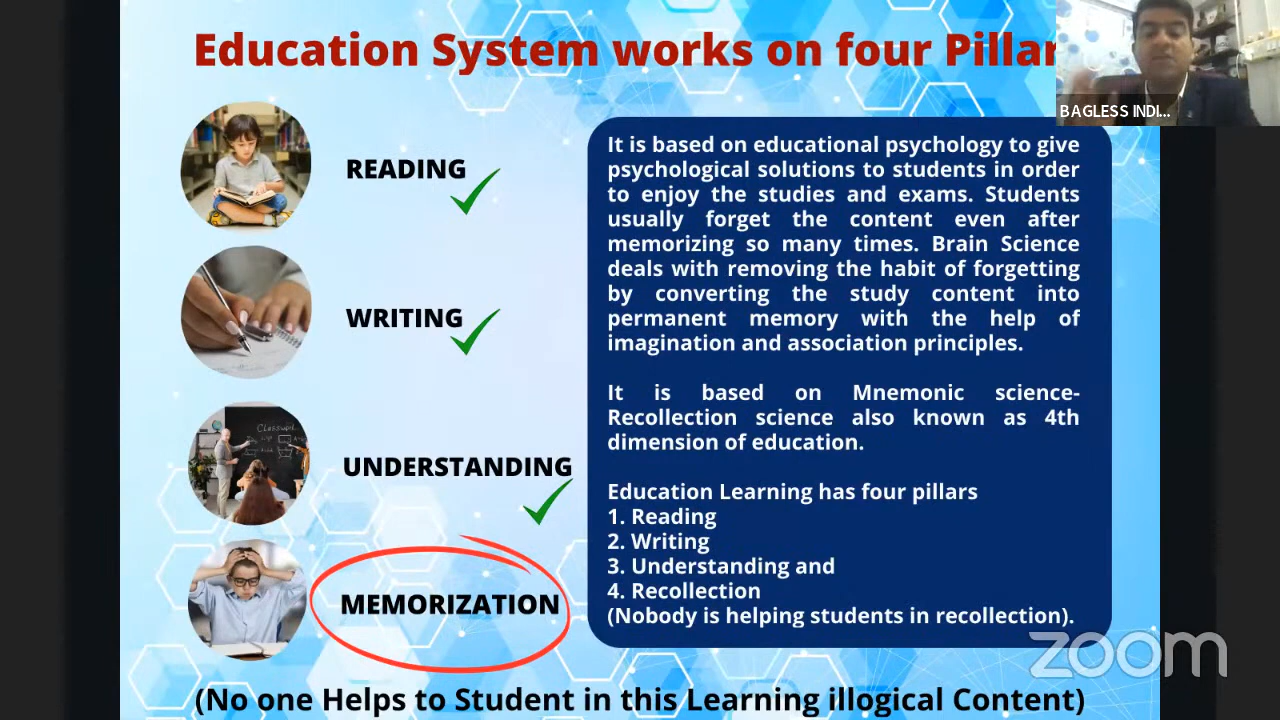 Education System works on four Pillar
BAGLESS INDI...
READING
WRITING
UNDERSTANDING
MEMORIZATION
It is based on educational psychology to give
psychological solutions to students in order
to enjoy the studies and exams. Students
usually forget the content even after
memorizing so many times. Brain Science
deals with removing the habit of forgetting
by converting the study content into
permanent memory with the help of
imagination and association principles.
It is based on Mnemonic science-
Recollection science also known as 4th
dimension of education.
Education Learning has four pillars
1. Reading
2. Writing
3. Understanding and
4. Recollection
(Nobody is helping students in recollection).
zoom
(No one Helps to Student in this Learning illogical Content)